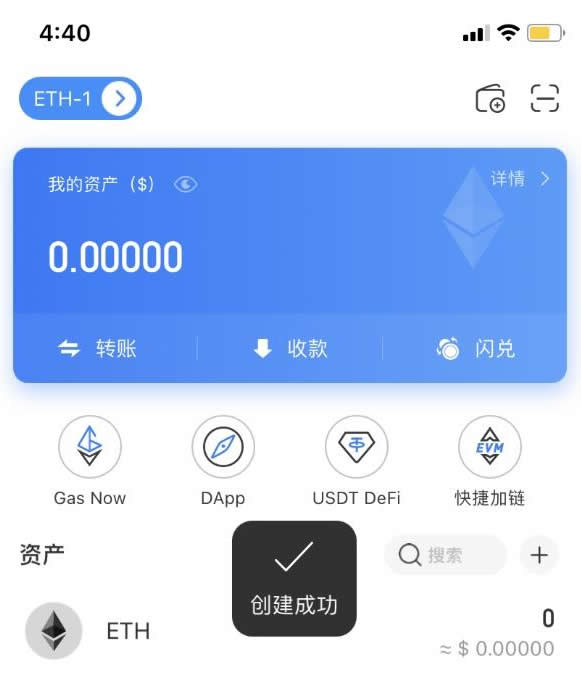 4:40
ETH-1
我的资产（$）
详情
0.00000
转账
收款
闪兑
Gas Now
DApp
USDT DeFi
EVM
快捷加链
资产
搜索
创建成功
ETH
0
≈ $ 0.00000